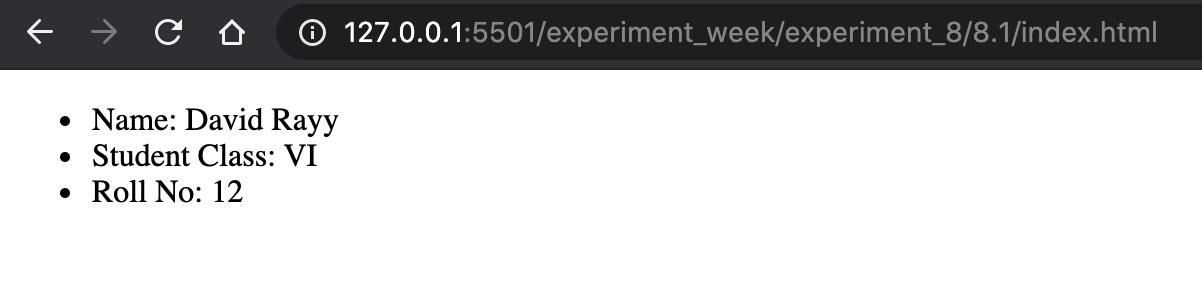 127.0.0.1:5501/experiment_week/experiment_8/8.1/index.html
• Name: David Rayy
• Student Class: VI
• Roll No: 12